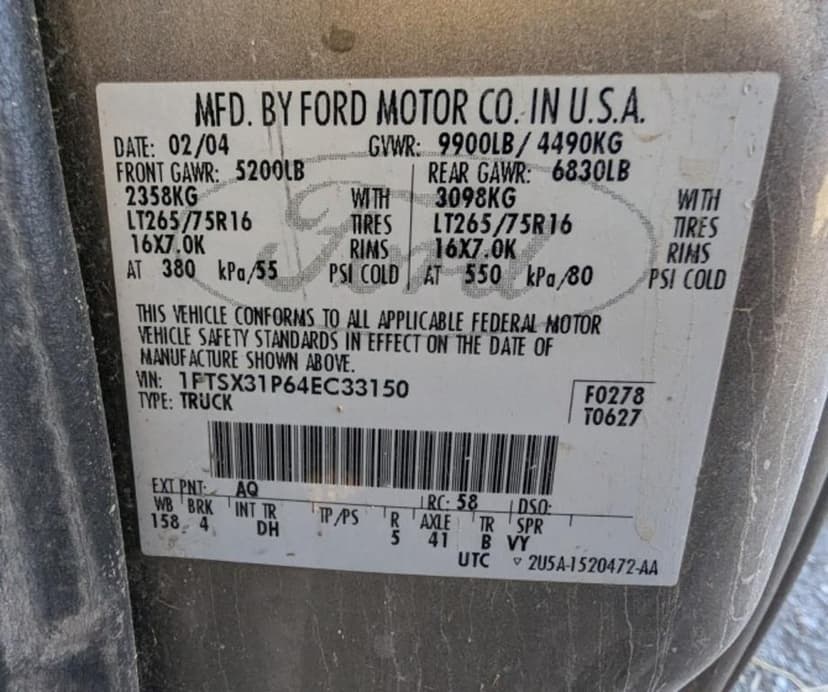 MFD. BY FORD MOTOR CO. IN U.S.A.
DATE: 02/04 GVWR: 9900LB/ 4490KG
FRONT GAWR: 5200LB REAR GAWR: 6830LB
2358KG WITH 3098KG WITH
LT265/75R16 TIRES LT265/75R16 TIRES
16X7.0K RIMS 16X7.0K RIMS
AT 380 kPa/55 PSI COLD AT 550 kPa/80 PSI COLD
Ford
THIS VEHICLE CONFORMS TO ALL APPLICABLE FEDERAL MOTOR
VEHICLE SAFETY STANDARDS IN EFFECT ON THE DATE OF
MANUFACTURE SHOWN ABOVE.
VIN: 1FTSX31P64EC33150 F0278
TYPE: TRUCK T0627
EXT PNT: AQ RC: 58 DSO:
WB BRK INT TR TP/PS R AXLE TR SPR
158 4 DH 5 41 B VY
UTC ▽ 2U5A-1520472-AA